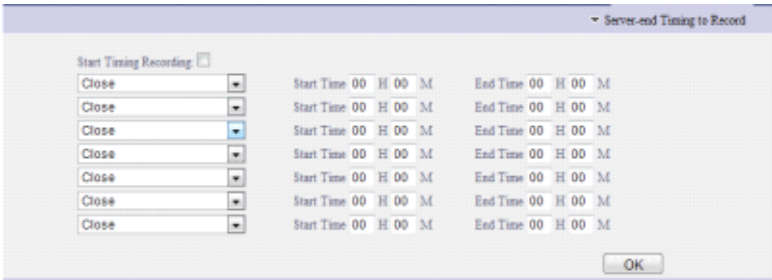 Server-end Timing to Record
Start Timing Recording:
Close Start Time 00 H 00 M End Time 00 H 00 M
Close Start Time 00 H 00 M End Time 00 H 00 M
Close Start Time 00 H 00 M End Time 00 H 00 M
Close Start Time 00 H 00 M End Time 00 H 00 M
Close Start Time 00 H 00 M End Time 00 H 00 M
Close Start Time 00 H 00 M End Time 00 H 00 M
Close Start Time 00 H 00 M End Time 00 H 00 M
OK